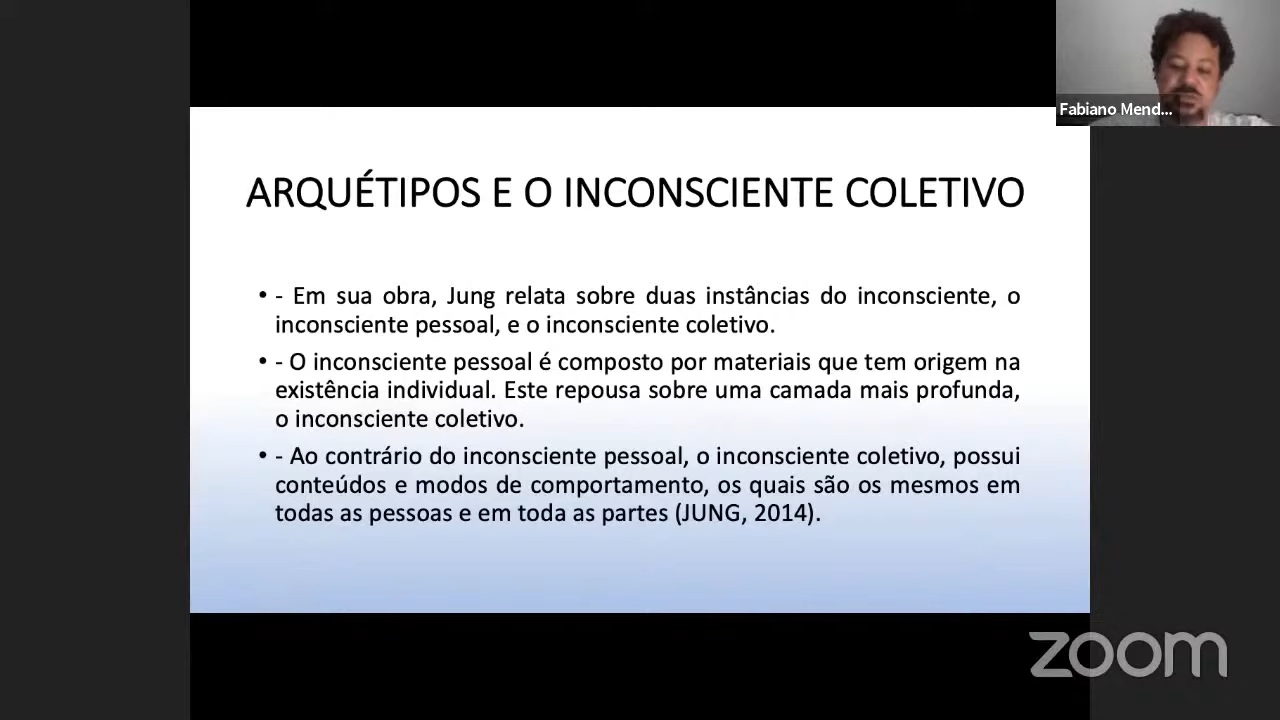 ARQUÉTIPOS E O INCONSCIENTE COLETIVO
• - Em sua obra, Jung relata sobre duas instâncias do inconsciente, o
inconsciente pessoal, e o inconsciente coletivo.
• - O inconsciente pessoal é composto por materiais que tem origem na
existência individual. Este repousa sobre uma camada mais profunda,
o inconsciente coletivo.
• - Ao contrário do inconsciente pessoal, o inconsciente coletivo, possui
conteúdos e modos de comportamento, os quais são os mesmos em
todas as pessoas e em toda as partes (JUNG, 2014).
Fabiano Mend...
zoom